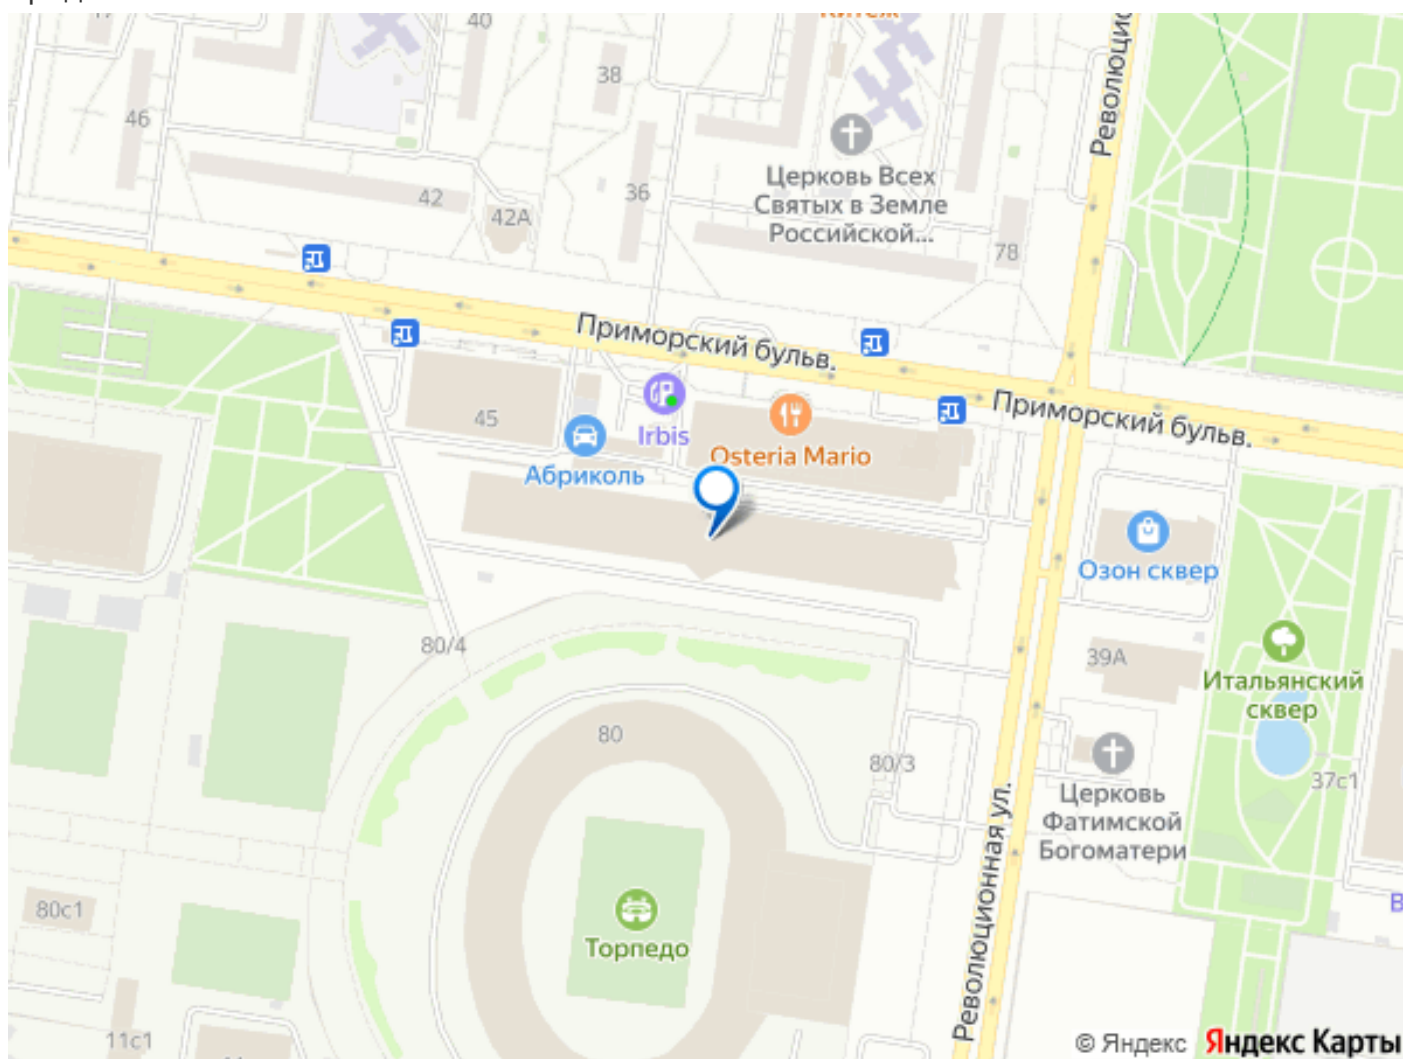 40
38
46
Церковь Всех
Святых в Земле
Российской...
42
42А
36
78
Революцио
Приморский бульв.
Приморский бульв.
45
Irbis
Osteria Mario
Абриколь
Озон сквер
80/4
39А
Итальянский
сквер
80
80/3
37с1
Церковь
Фатимской
Богоматери
Революционная ул.
80с1
Торпедо
В
11с1
© Яндекс Яндекс Карты